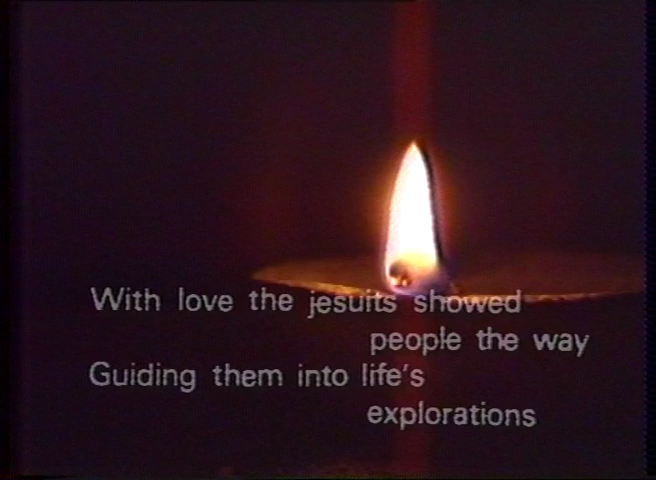 With love the jesuits showed
people the way
Guiding them into life's
explorations